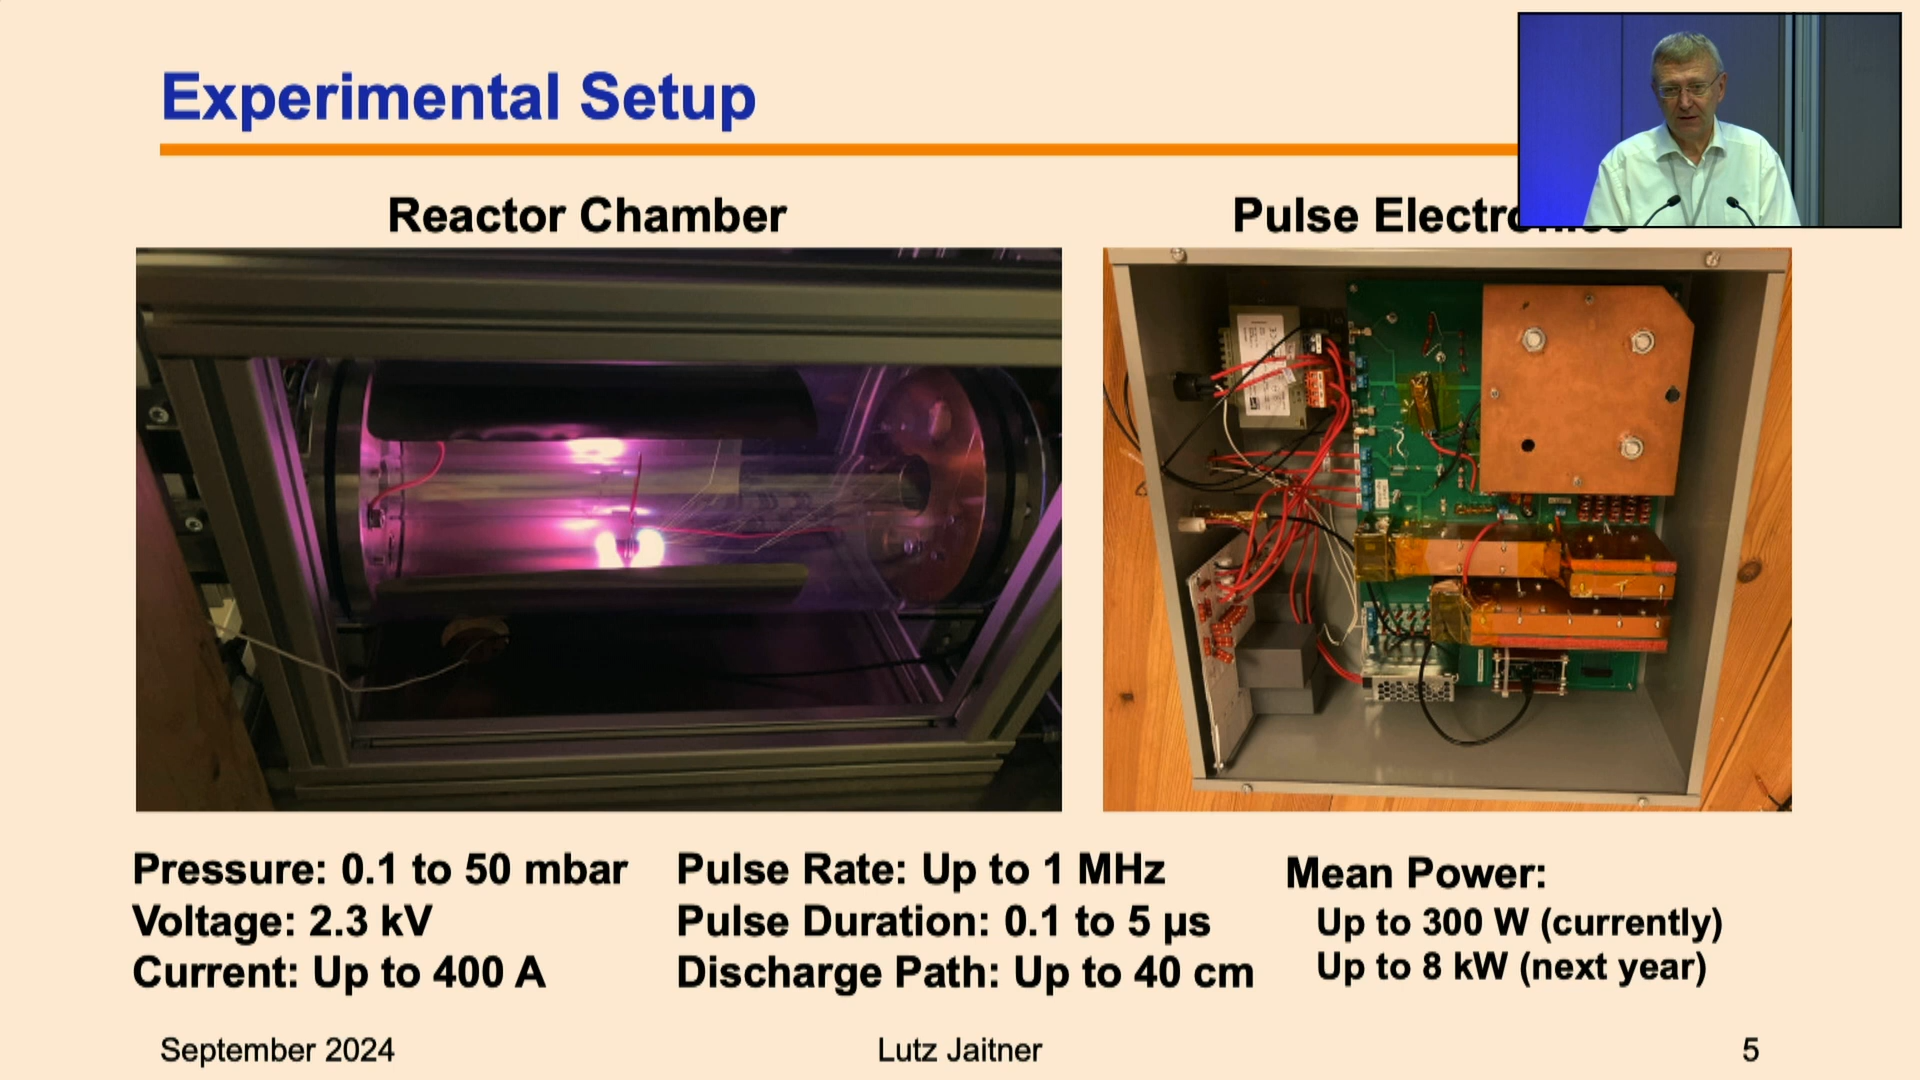 Experimental Setup
Reactor Chamber
Pulse Electronics
Pressure: 0.1 to 50 mbar
Voltage: 2.3 kV
Current: Up to 400 A
Pulse Rate: Up to 1 MHz
Pulse Duration: 0.1 to 5 µs
Discharge Path: Up to 40 cm
Mean Power:
Up to 300 W (currently)
Up to 8 kW (next year)
September 2024
Lutz Jaitner
5